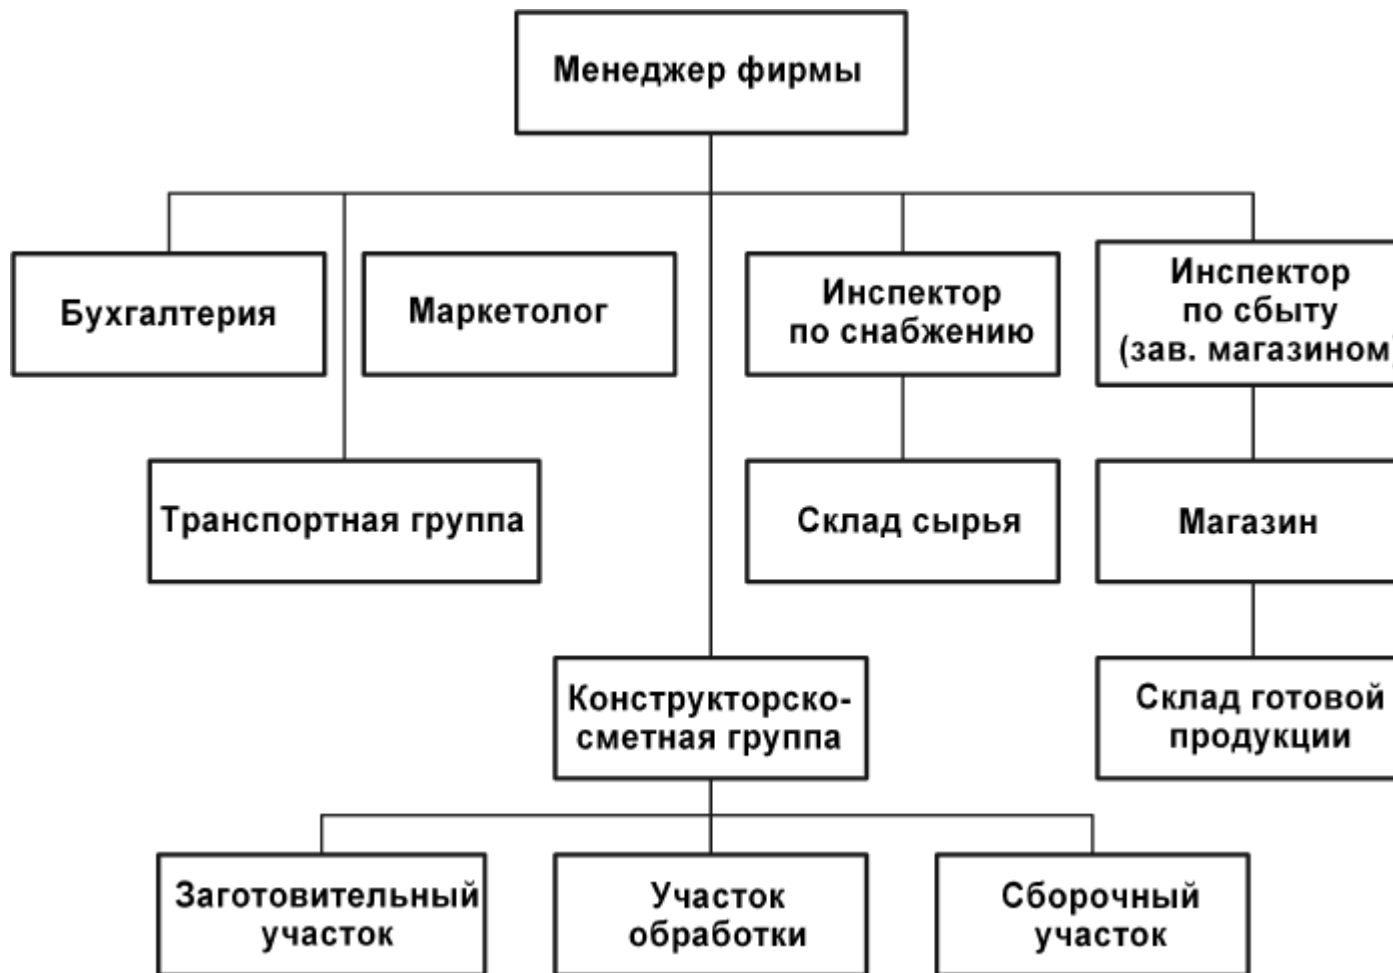 Менеджер фирмы
Бухгалтерия
Маркетолог
Инспектор
по снабжению
Инспектор
по сбыту
(зав. магазином)
Транспортная группа
Склад сырья
Магазин
Конструкторско-
сметная группа
Склад готовой
продукции
Заготовительный
участок
Участок
обработки
Сборочный
участок